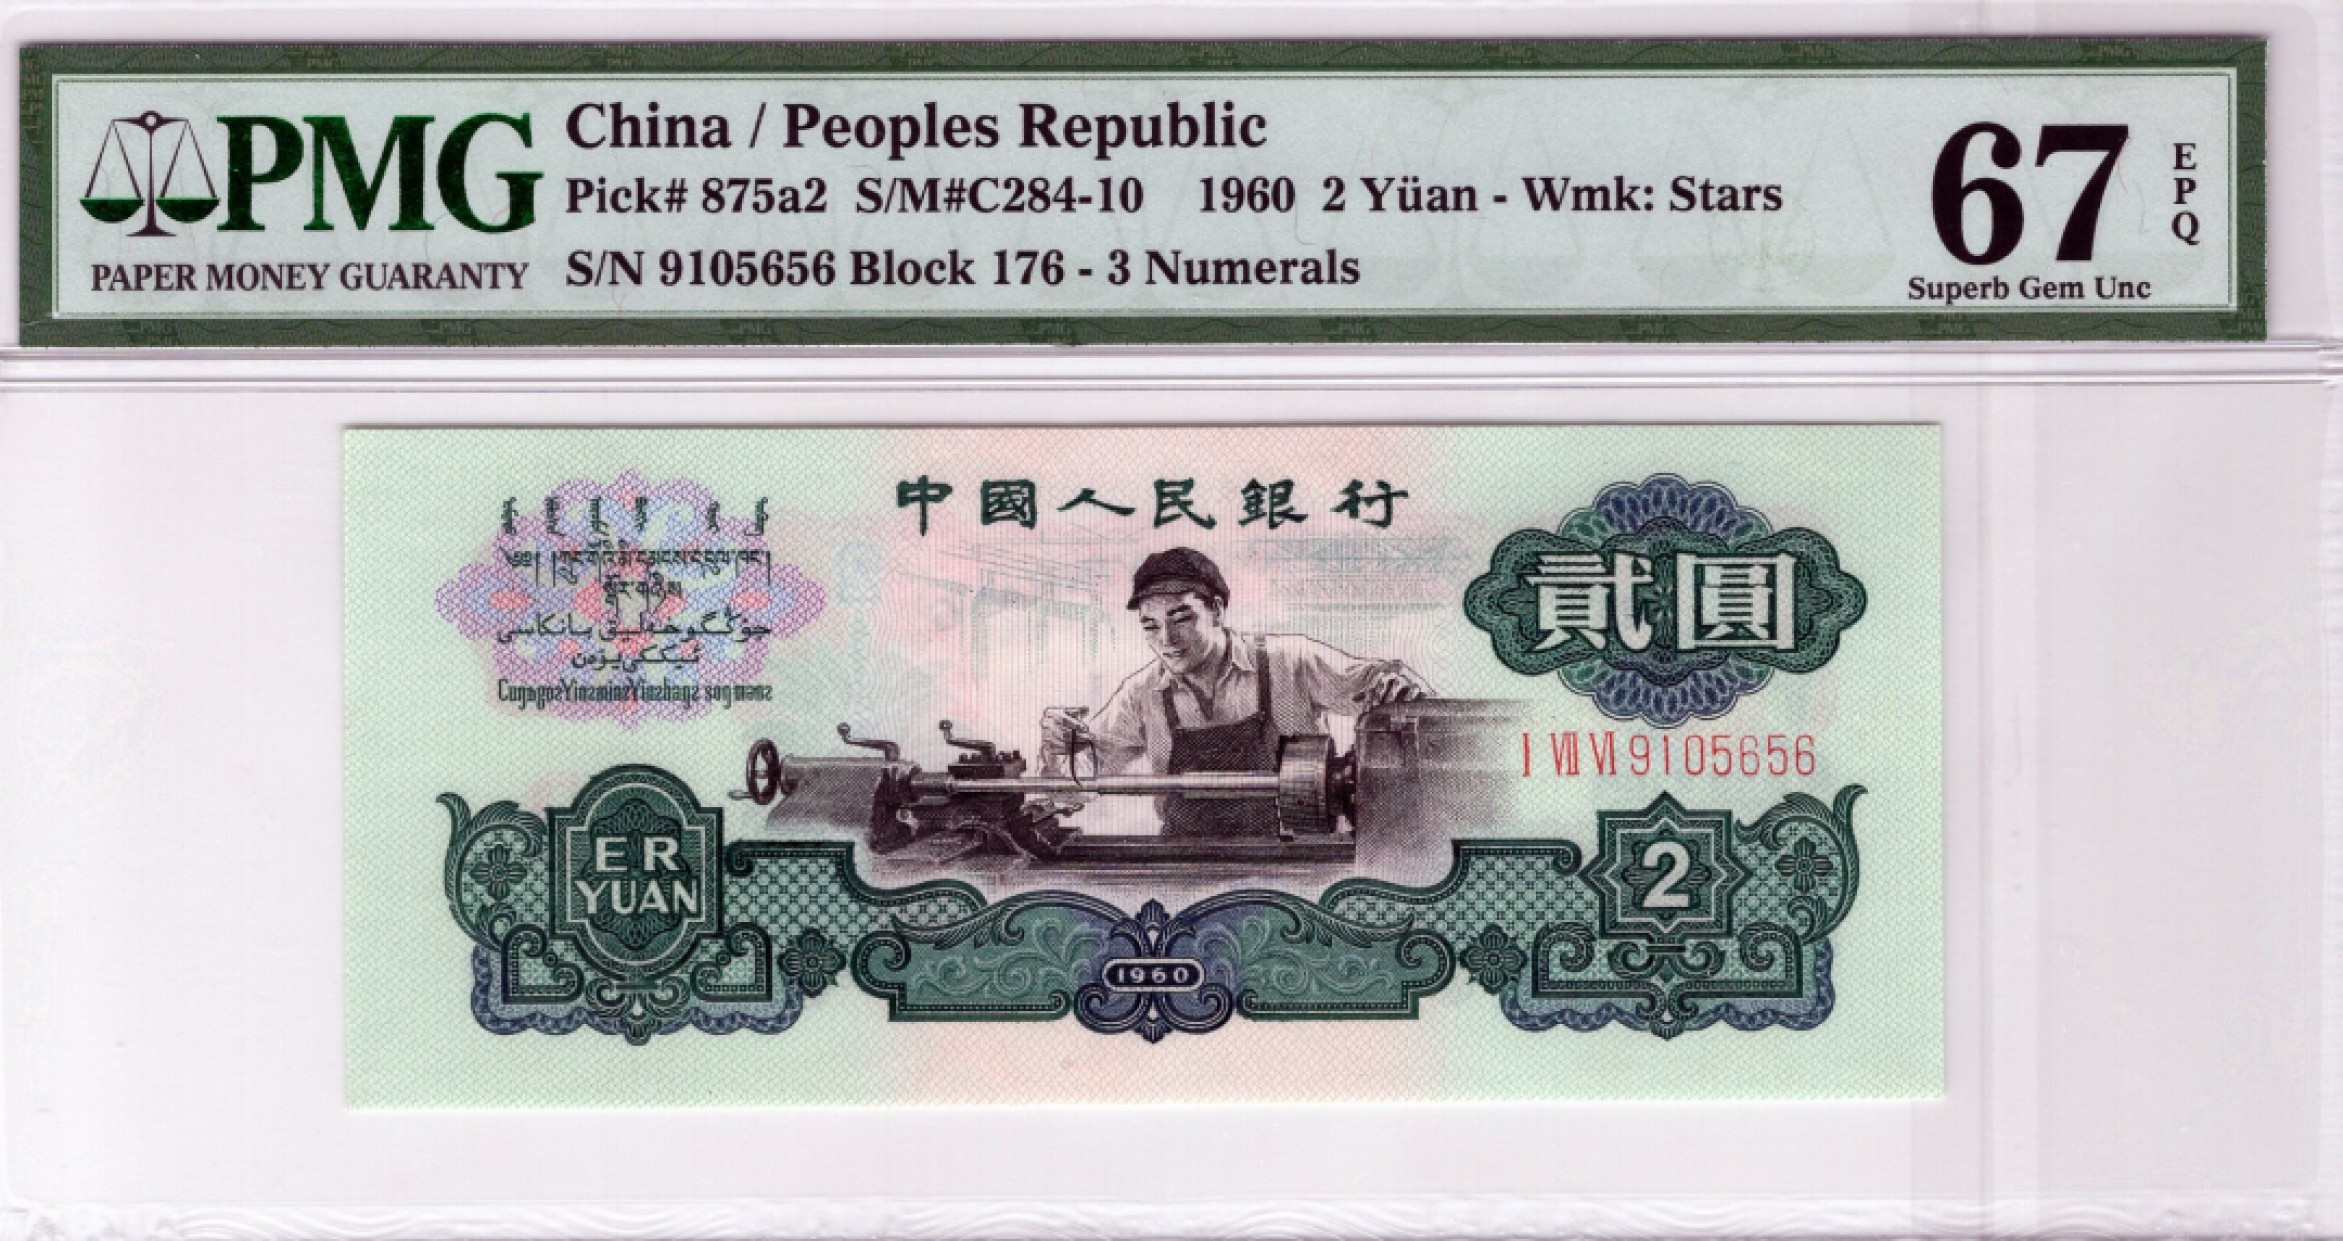 PMG
PAPER MONEY GUARANTY
China / Peoples Republic
Pick# 875a2 S/M#C284-10 1960 2 Yüan - Wmk: Stars
S/N 9105656 Block 176 - 3 Numerals
67
EPQ
Superb Gem Unc
中國人民銀行
貳圓
ⅠⅦⅥ 9105656
ER
YUAN
1960
2